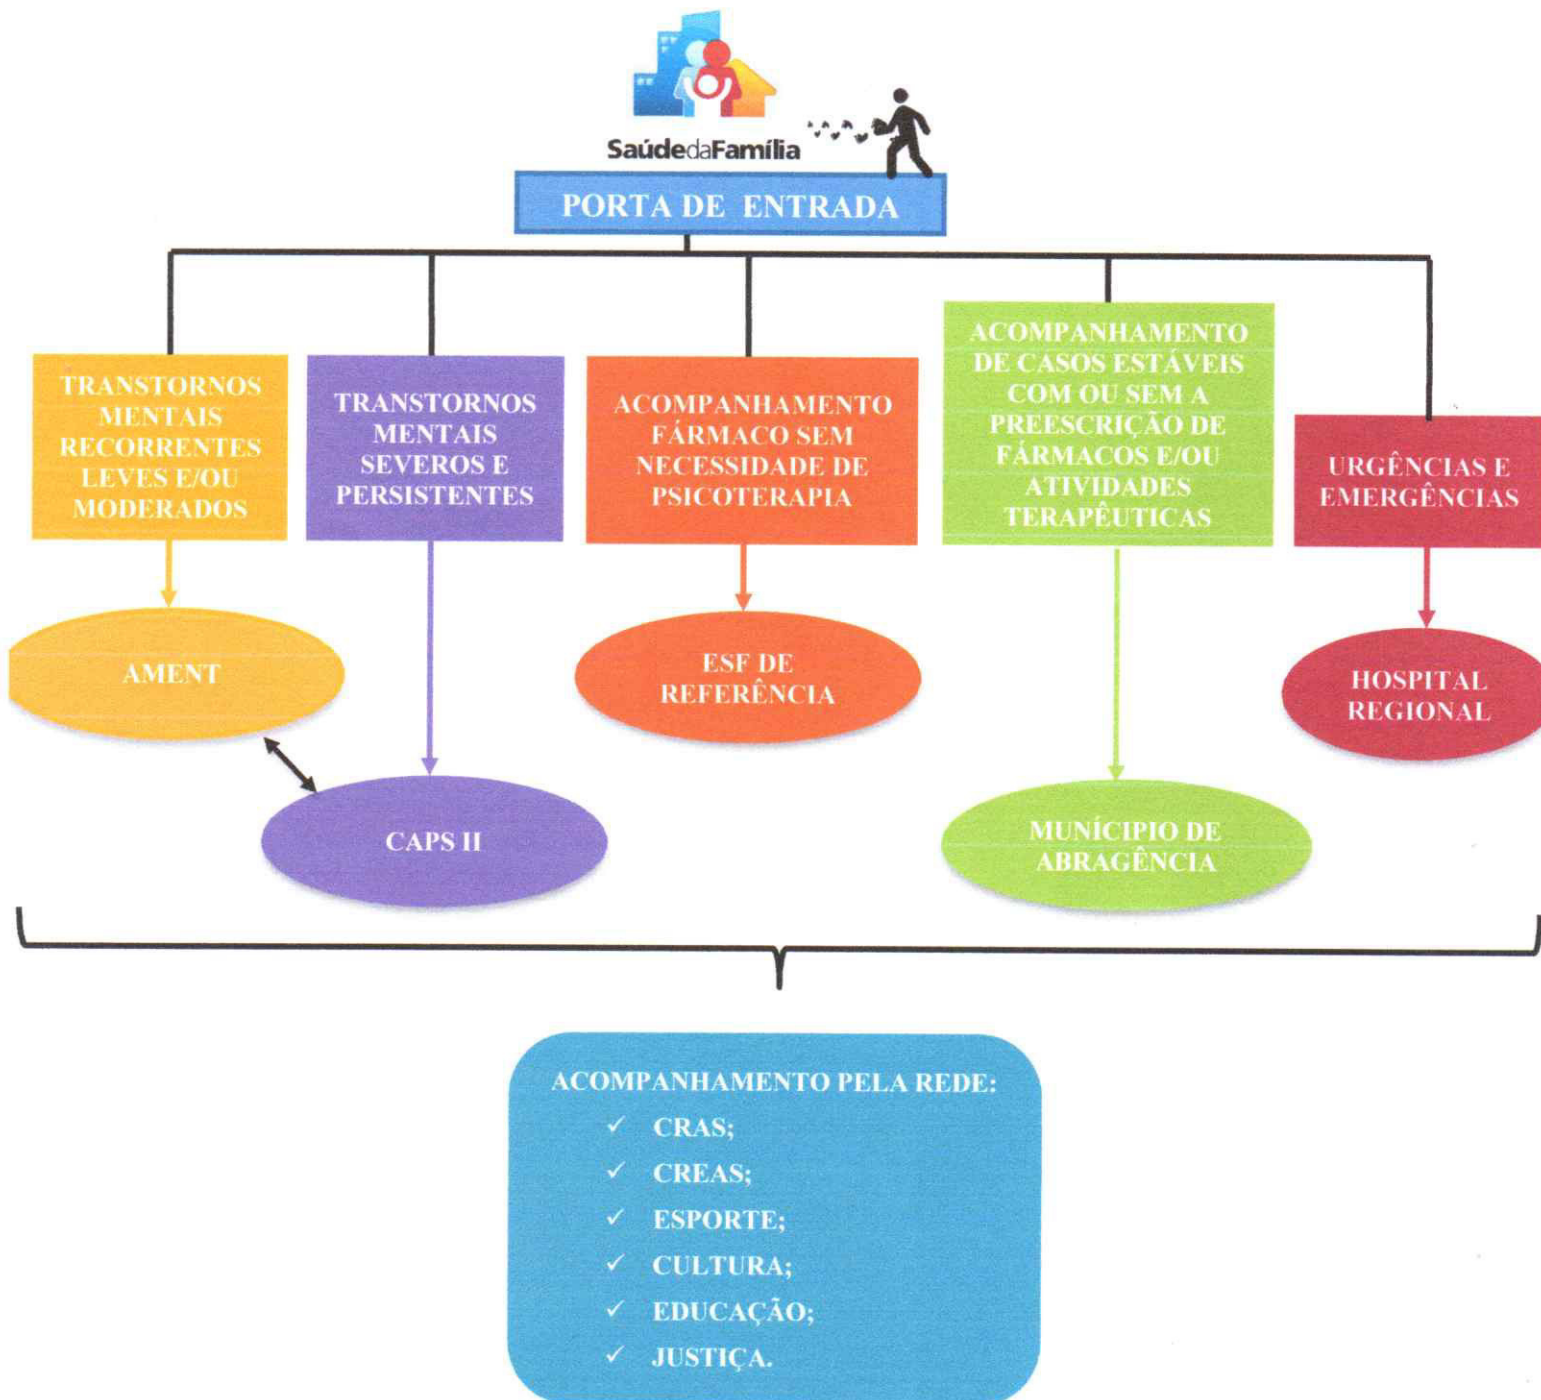 SaúdedaFamília
PORTA DE ENTRADA
TRANSTORNOS
MENTAIS
RECORRENTES
LEVES E/OU
MODERADOS
TRANSTORNOS
MENTAIS
SEVEROS E
PERSISTENTES
ACOMPANHAMENTO
FÁRMACO SEM
NECESSIDADE DE
PSICOTERAPIA
ACOMPANHAMENTO
DE CASOS ESTÁVEIS
COM OU SEM A
PREESCRIÇÃO DE
FÁRMACOS E/OU
ATIVIDADES
TERAPÊUTICAS
URGÊNCIAS E
EMERGÊNCIAS
AMENT
ESF DE
REFERÊNCIA
HOSPITAL
REGIONAL
CAPS II
MUNÍCIPIO DE
ABRAGÊNCIA
ACOMPANHAMENTO PELA REDE:
✓ CRAS;
✓ CREAS;
✓ ESPORTE;
✓ CULTURA;
✓ EDUCAÇÃO;
✓ JUSTIÇA.